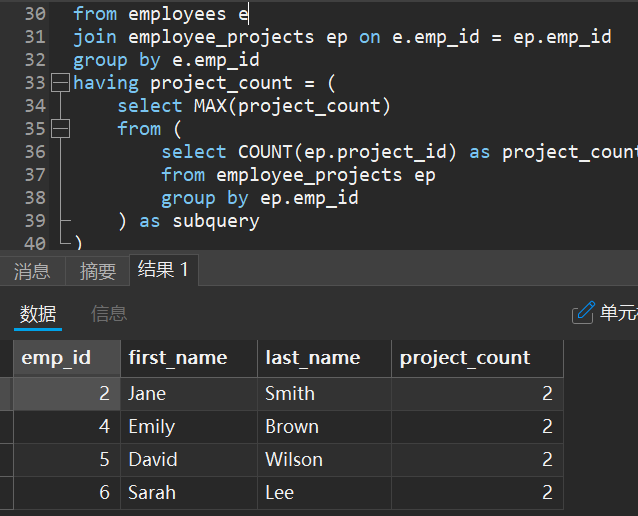 30 from employees e
31 join employee_projects ep on e.emp_id = ep.emp_id
32 group by e.emp_id
33 having project_count = (
34 select MAX(project_count)
35 from (
36 select COUNT(ep.project_id) as project_count
37 from employee_projects ep
38 group by ep.emp_id
39 ) as subquery
40 )
消息 摘要 结果 1
数据 信息 单元
emp_id first_name last_name project_count
2 Jane Smith 2
4 Emily Brown 2
5 David Wilson 2
6 Sarah Lee 2